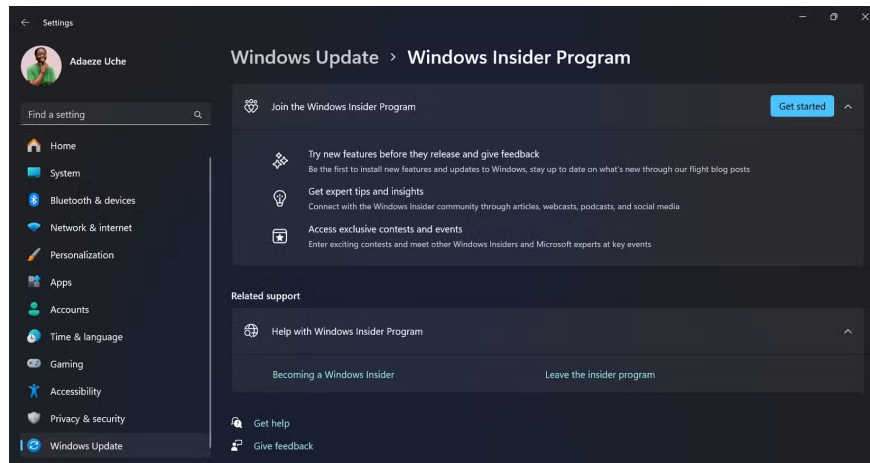 Settings
Adaeze Uche
Find a setting
Home
System
Bluetooth & devices
Network & internet
Personalization
Apps
Accounts
Time & language
Gaming
Accessibility
Privacy & security
Windows Update
Windows Update > Windows Insider Program
Join the Windows Insider Program
Get started
Try new features before they release and give feedback
Be the first to install new features and updates to Windows, stay up to date on what's new through our flight blog posts
Get expert tips and insights
Connect with the Windows Insider community through articles, webcasts, podcasts, and social media
Access exclusive contests and events
Enter exciting contests and meet other Windows Insiders and Microsoft experts at key events
Related support
Help with Windows Insider Program
Becoming a Windows Insider
Leave the insider program
Get help
Give feedback